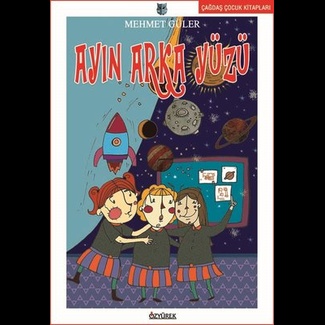 ÇAĞDAŞ ÇOCUK KİTAPLARI
MEHMET GÜLER
AYIN ARKA YÜZÜ
ÖZYÜREK